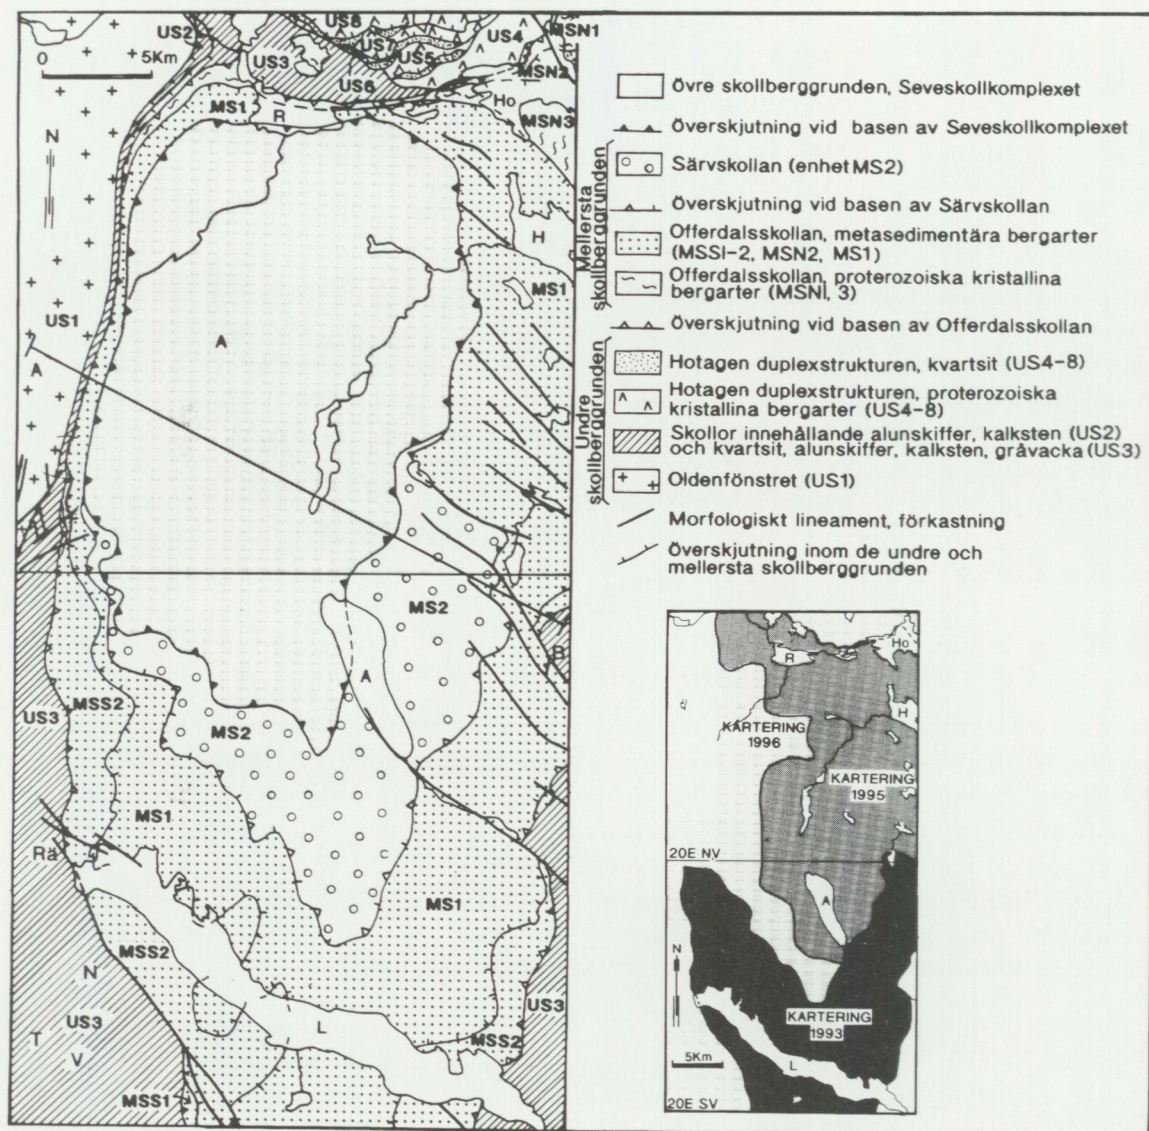 US2
US8
US4
MSN1
US7
US5
US3
MSN2
0
5Km
US6
MS1
R
Ho
MSN3
N
H
MS1
US1
A
A
MS2
R
A
MSS2
US3
MS2
MS1
Rä
MS1
MSS2
N
US3
US3
L
T
V
MSS2
MSS1
Övre skollberggrunden, Seveskollkomplexet
Överskjutning vid basen av Seveskollkomplexet
Mellersta
skollberggrunden
Särvskollan (enhet MS2)
Överskjutning vid basen av Särvskollan
Offerdalsskollan, metasedimentära bergarter
(MSSI-2, MSN2, MS1)
Offerdalsskollan, proterozoiska kristallina
bergarter (MSNI, 3)
Överskjutning vid basen av Offerdalsskollan
Undre
skollberggrunden
Hotagen duplexstrukturen, kvartsit (US4-8)
Hotagen duplexstrukturen, proterozoiska
kristallina bergarter (US4-8)
Skollor innehållande alunskiffer, kalksten (US2)
och kvartsit, alunskiffer, kalksten, gråvacka (US3)
Oldenfönstret (US1)
Morfologiskt lineament, förkastning
Överskjutning inom de undre och
mellersta skollberggrunden
Ho
R
H
KARTERING
1996
KARTERING
1995
20E NV
A
N
KARTERING
1993
5Km
L
20E SV